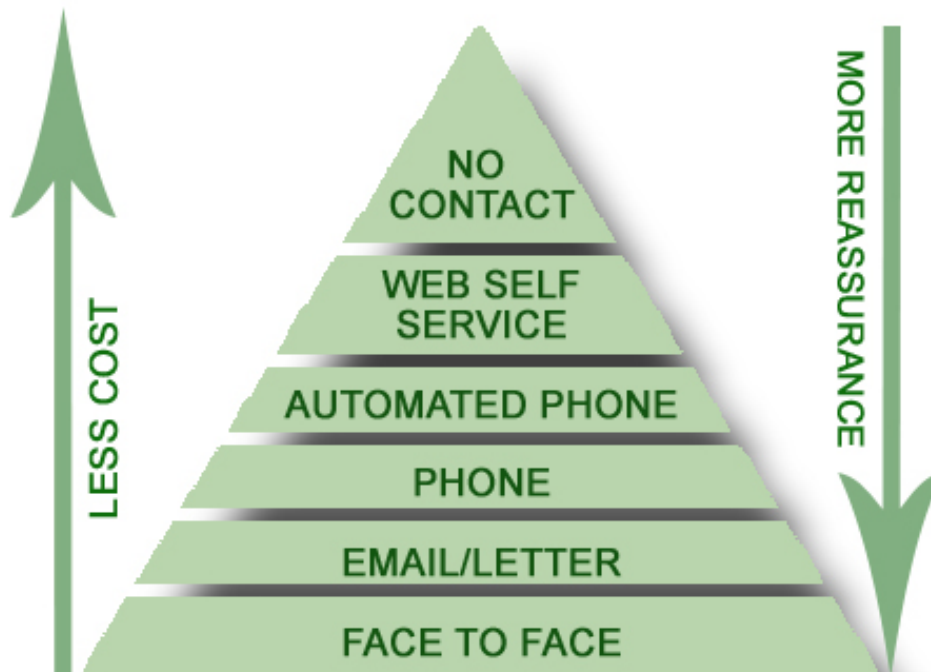 NO
CONTACT
WEB SELF
SERVICE
AUTOMATED PHONE
PHONE
EMAIL/LETTER
FACE TO FACE
LESS COST
MORE REASSURANCE